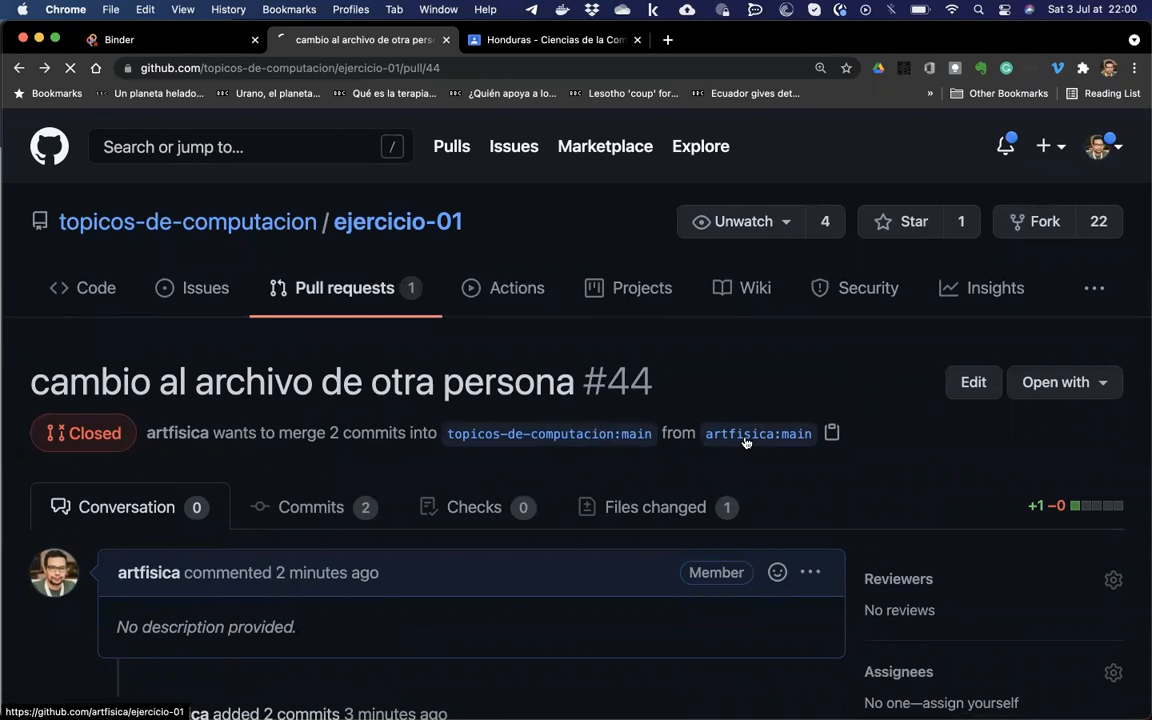 Chrome File Edit View History Bookmarks Profiles Tab Window Help Sat 3 Jul at 22:00
Binder
cambio al archivo de otra pers
Honduras - Ciencias de la Com
github.com/topicos-de-computacion/ejercicio-01/pull/44
Bookmarks Un planeta helado... Urano, el planeta... Qué es la terapia... ¿Quién apoya a lo... Lesotho 'coup' for... Ecuador gives det... » Other Bookmarks Reading List
Search or jump to... / Pulls Issues Marketplace Explore
topicos-de-computacion / ejercicio-01 Unwatch 4 Star 1 Fork 22
Code Issues Pull requests 1 Actions Projects Wiki Security Insights
cambio al archivo de otra persona #44 Edit Open with
Closed artfisica wants to merge 2 commits into topicos-de-computacion:main from artfisica:main
Conversation 0 Commits 2 Checks 0 Files changed 1 +1 −0
artfisica commented 2 minutes ago Member
No description provided.
Reviewers
No reviews
Assignees
No one—assign yourself
https://github.com/artfisica/ejercicio-01
ca added 2 commits 3 minutes ago